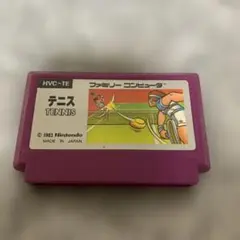 HVC-TE
ファミリー コンピュータ
テニス
TENNIS
© 1983 Nintendo
MADE IN JAPAN